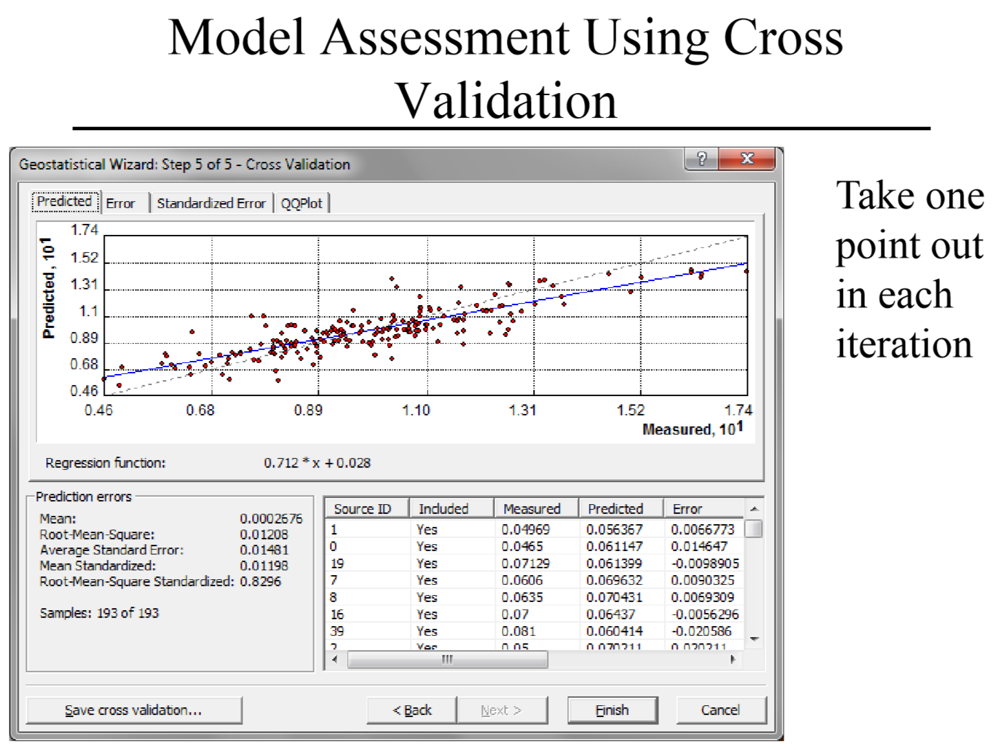 Model Assessment Using Cross
Validation
Geostatistical Wizard: Step 5 of 5 - Cross Validation
Predicted Error Standardized Error QQPlot
Predicted, 10¹
1.74
1.52
1.31
1.1
0.89
0.68
0.46
0.46 0.68 0.89 1.10 1.31 1.52 1.74
Measured, 10¹
Regression function: 0.712 * x + 0.028
Prediction errors
Mean: 0.0002676
Root-Mean-Square: 0.01208
Average Standard Error: 0.01481
Mean Standardized: 0.01198
Root-Mean-Square Standardized: 0.8296
Samples: 193 of 193
Source ID Included Measured Predicted Error
1 Yes 0.04969 0.056367 0.0066773
0 Yes 0.0465 0.061147 0.014647
19 Yes 0.07129 0.061399 -0.0098905
7 Yes 0.0606 0.069632 0.0090325
8 Yes 0.0635 0.070431 0.0069309
16 Yes 0.07 0.06437 -0.0056296
39 Yes 0.081 0.060414 -0.020586
2 Yes 0.05 0.070211 0.020211
Save cross validation...
< Back Next > Finish Cancel
Take one
point out
in each
iteration